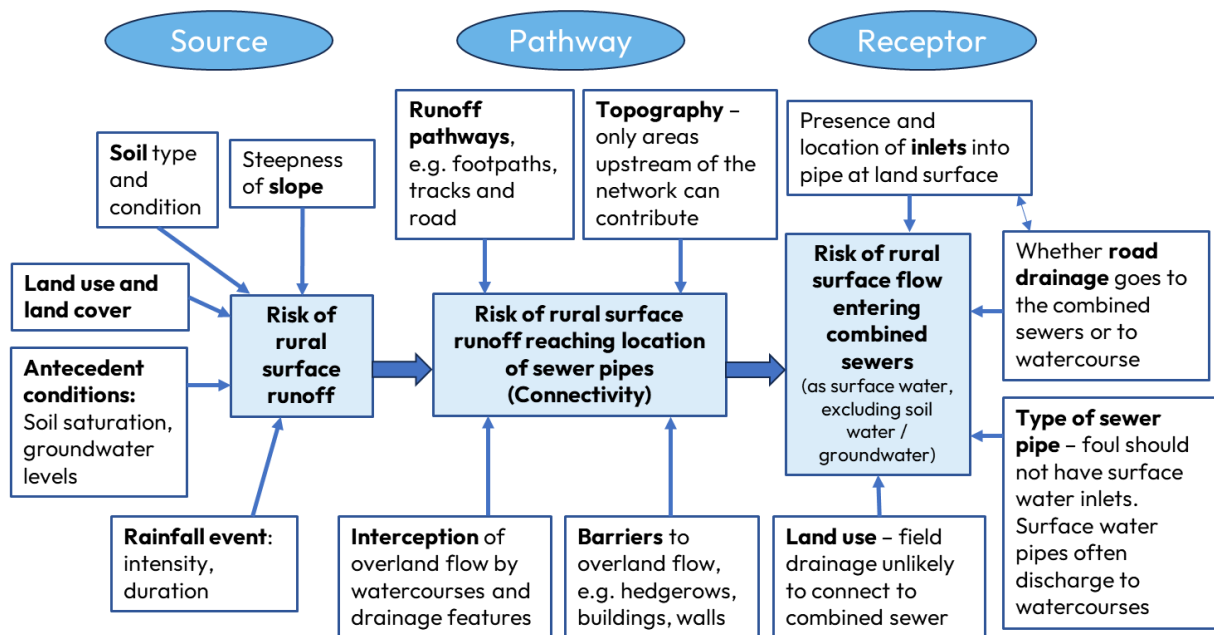 Source
Pathway
Receptor
Soil type
and
condition
Steepness
of slope
Land use and
land cover
Antecedent
conditions:
Soil saturation,
groundwater
levels
Rainfall event:
intensity,
duration
Risk of
rural
surface
runoff
Runoff
pathways,
e.g. footpaths,
tracks and
road
Topography –
only areas
upstream of the
network can
contribute
Risk of rural surface
runoff reaching location
of sewer pipes
(Connectivity)
Interception of
overland flow by
watercourses and
drainage features
Barriers to
overland flow,
e.g. hedgerows,
buildings, walls
Presence and
location of inlets into
pipe at land surface
Risk of rural
surface flow
entering
combined
sewers
(as surface water,
excluding soil
water /
groundwater)
Whether road
drainage goes to
the combined
sewers or to
watercourse
Type of sewer
pipe – foul should
not have surface
water inlets.
Surface water
pipes often
discharge to
watercourses
Land use – field
drainage unlikely
to connect to
combined sewer